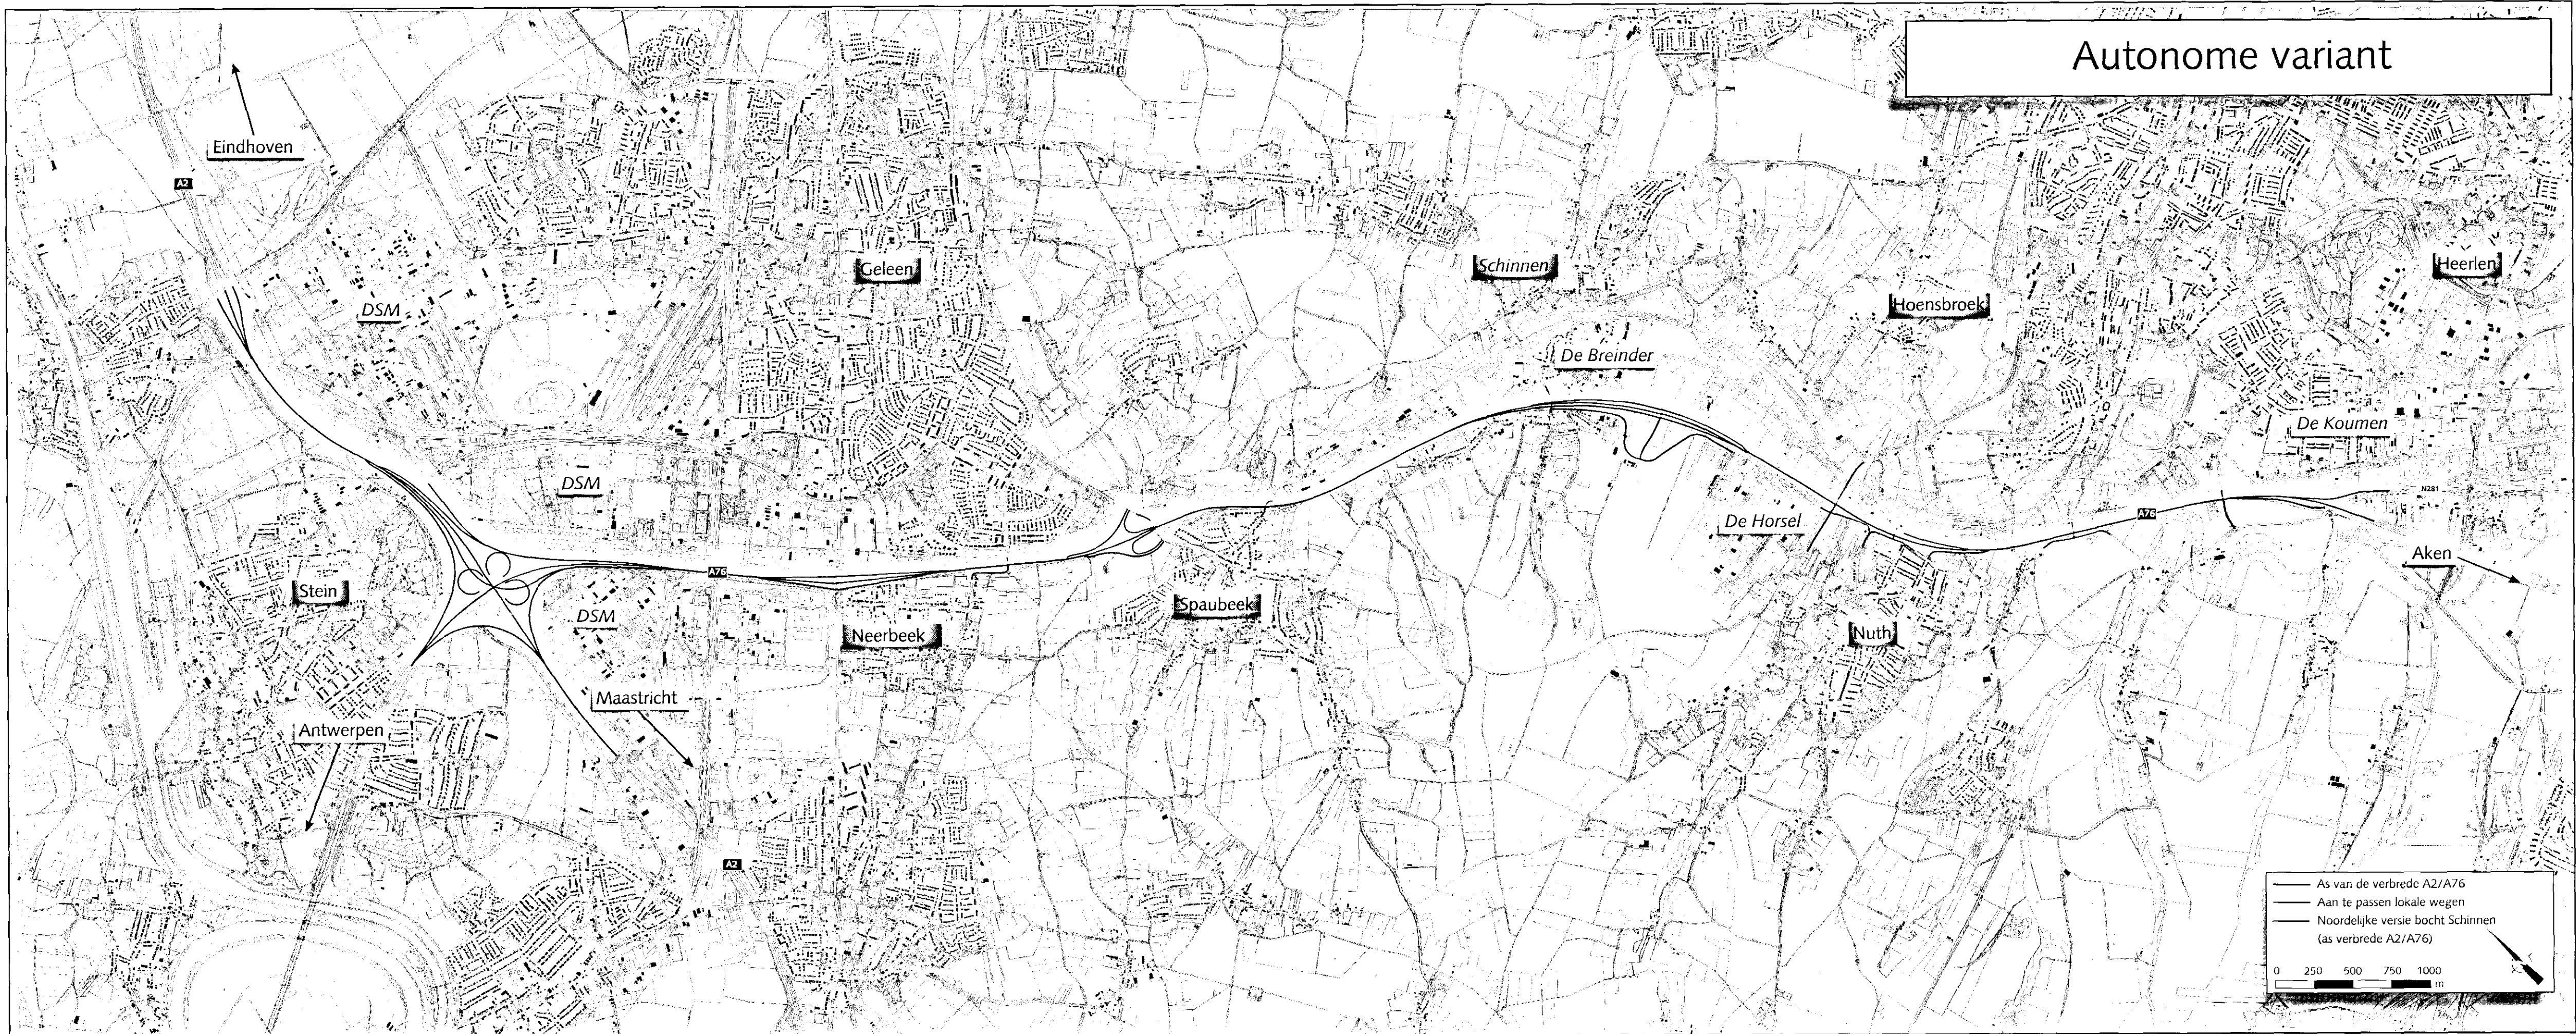 Autonome variant
Eindhoven
A2
Geleen
Schinnen
Heerlen
Hoensbroek
DSM
De Breinder
De Koumen
DSM
N281
A76
De Horsel
Aken
A76
Stein
DSM
Spaubeek
Neerbeek
Nuth
Maastricht
Antwerpen
A2
As van de verbrede A2/A76
Aan te passen lokale wegen
Noordelijke versie bocht Schinnen
(as verbrede A2/A76)
0 250 500 750 1000
m